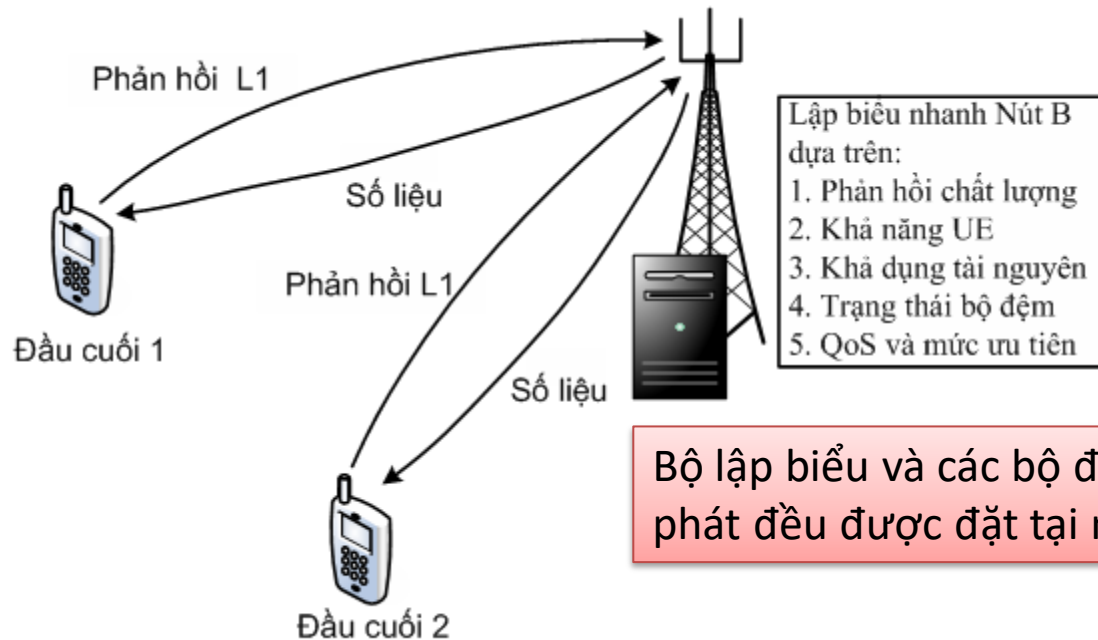 Phản hồi L1
Số liệu
Phản hồi L1
Số liệu
Đầu cuối 1
Đầu cuối 2
Lập biểu nhanh Nút B
dựa trên:
1. Phản hồi chất lượng
2. Khả năng UE
3. Khả dụng tài nguyên
4. Trạng thái bộ đệm
5. QoS và mức ưu tiên
Bộ lập biểu và các bộ
phát đều được đặt tại